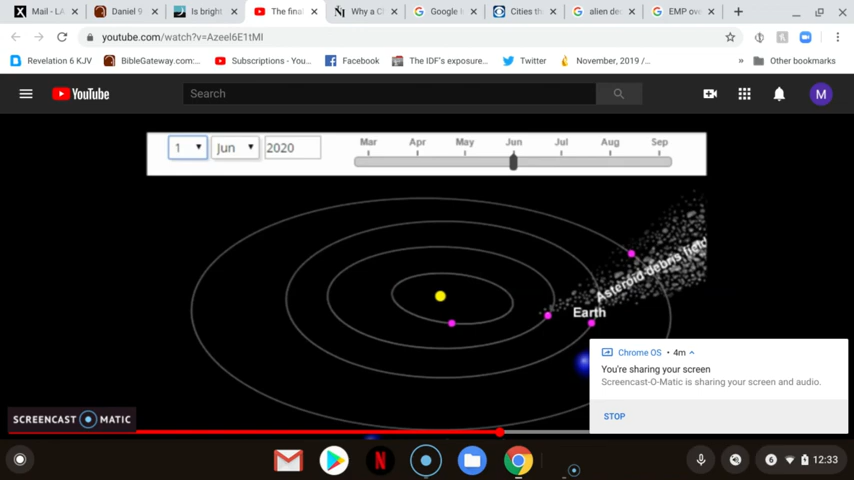 Mail - LA
Daniel 9
Is bright
The final
Why a C
Google
Cities th
alien dec
EMP ove
youtube.com/watch?v=Azeel6E1tMI
Revelation 6 KJV
BibleGateway.com:...
Subscriptions - You...
Facebook
The IDF's exposure...
Twitter
November, 2019 /...
»
Other bookmarks
YouTube
Search
M
1
Jun
2020
Mar Apr May Jun Jul Aug Sep
Asteroid-debris field
Earth
Chrome OS • 4m
You're sharing your screen
Screencast-O-Matic is sharing your screen and audio.
STOP
SCREENCAST MATIC
6
12:33